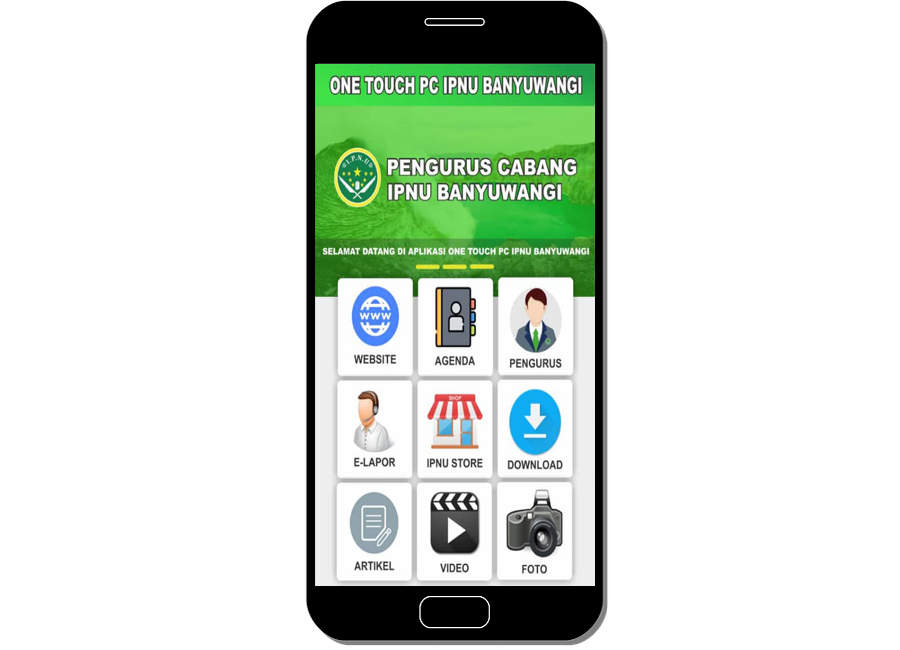 ONE TOUCH PC IPNU BANYUWANGI
I.P.N.U
PENGURUS CABANG
IPNU BANYUWANGI
SELAMAT DATANG DI APLIKASI ONE TOUCH PC IPNU BANYUWANGI
WWW
WEBSITE
AGENDA
PENGURUS
SHOP
E-LAPOR
IPNU STORE
DOWNLOAD
ARTIKEL
VIDEO
FOTO